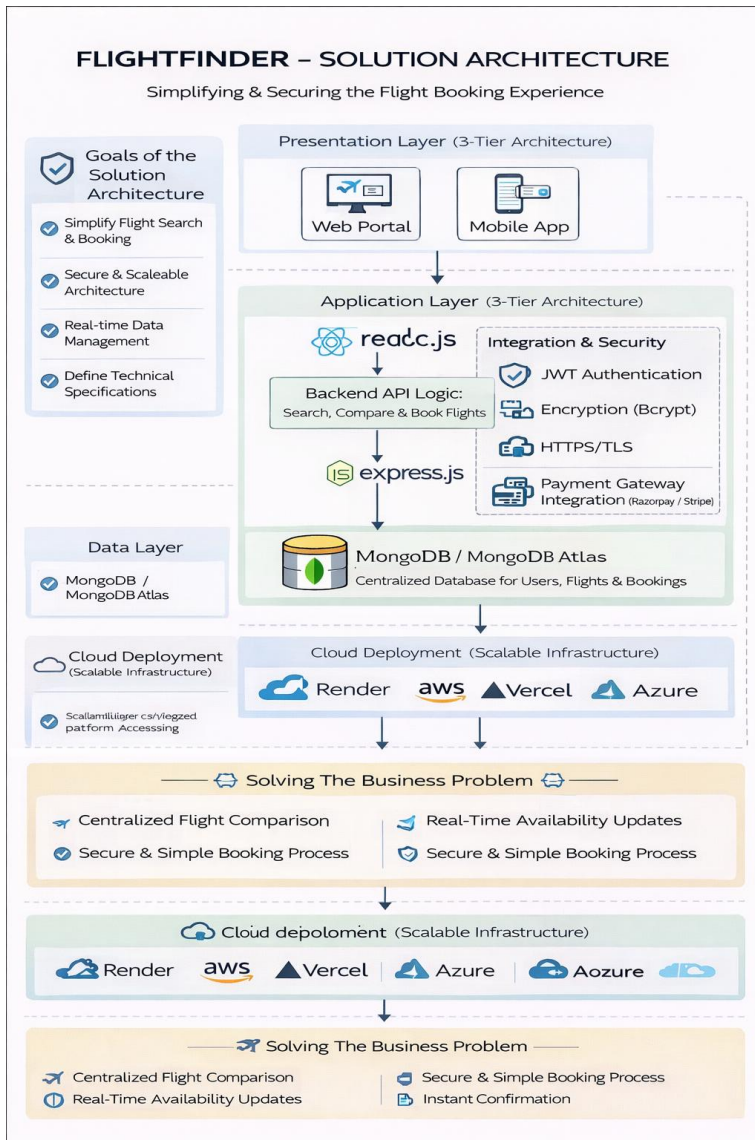 FLIGHTFINDER – SOLUTION ARCHITECTURE
Simplifying & Securing the Flight Booking Experience
Goals of the
Solution
Architecture
Simplify Flight Search
& Booking
Secure & Scaleable
Architecture
Real-time Data
Management
Define Technical
Specifications
Presentation Layer (3-Tier Architecture)
Web Portal
Mobile App
Application Layer (3-Tier Architecture)
readc.js
Backend API Logic:
Search, Compare & Book Flights
JS express.js
Integration & Security
JWT Authentication
Encryption (Bcrypt)
HTTPS/TLS
Payment Gateway
Integration (Razorpay / Stripe)
Data Layer
MongoDB /
MongoDB Atlas
MongoDB / MongoDB Atlas
Centralized Database for Users, Flights & Bookings
Cloud Deployment
(Scalable Infrastructure)
platform Accessing
Cloud Deployment (Scalable Infrastructure)
Render aws Vercel Azure
Solving The Business Problem
Centralized Flight Comparison
Real-Time Availability Updates
Secure & Simple Booking Process
Secure & Simple Booking Process
Cloud depoloment (Scalable Infrastructure)
Render aws Vercel Azure Aozure
Solving The Business Problem
Centralized Flight Comparison
Secure & Simple Booking Process
Real-Time Availability Updates
Instant Confirmation